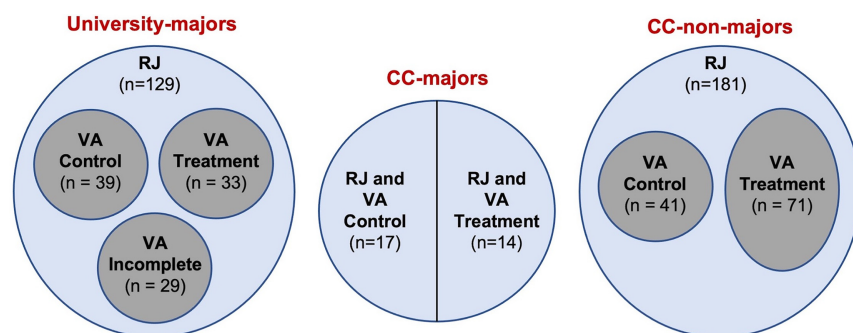 University-majors
RJ
(n=129)
VA
Control
(n = 39)
VA
Treatment
(n = 33)
VA
Incomplete
(n = 29)
CC-majors
RJ and
VA
Control
(n=17)
RJ and
VA
Treatment
(n=14)
CC-non-majors
RJ
(n=181)
VA
Control
(n = 41)
VA
Treatment
(n = 71)